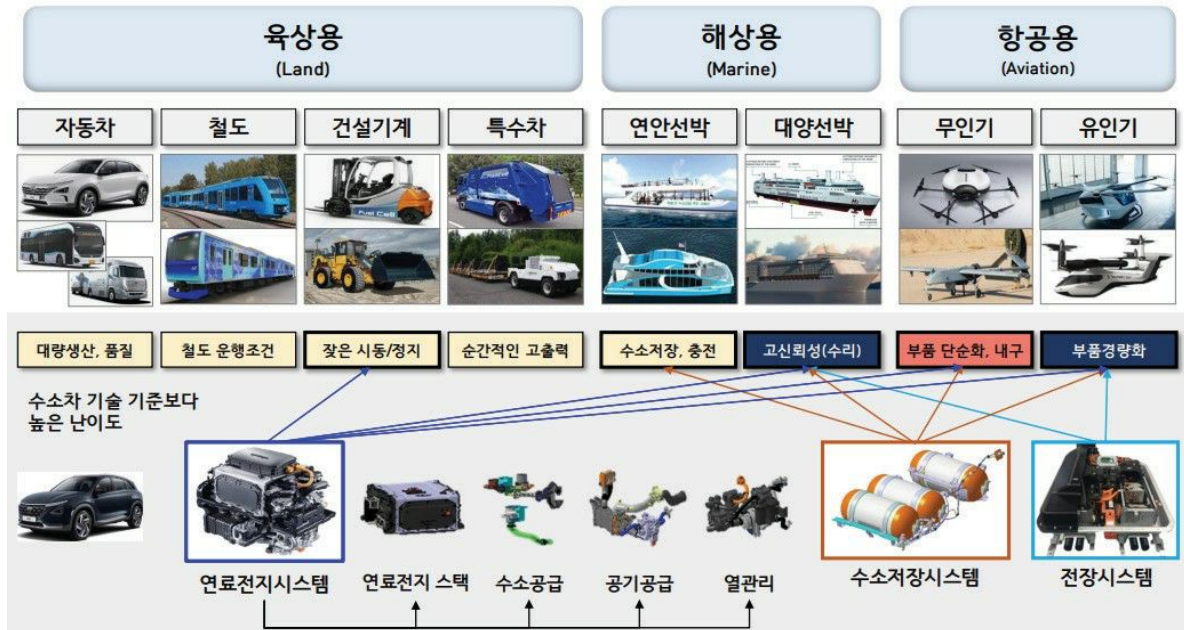 육상용
(Land)
해상용
(Marine)
항공용
(Aviation)
자동차
철도
건설기계
특수차
연안선박
대양선박
무인기
유인기
Fuel Cell
대량생산, 품질
철도 운행조건
잦은 시동/정지
순간적인 고출력
수소저장, 충전
고신뢰성(수리)
부품 단순화, 내구
부품경량화
수소차 기술 기준보다
높은 난이도
연료전지시스템
연료전지 스택
수소공급
공기공급
열관리
수소저장시스템
전장시스템